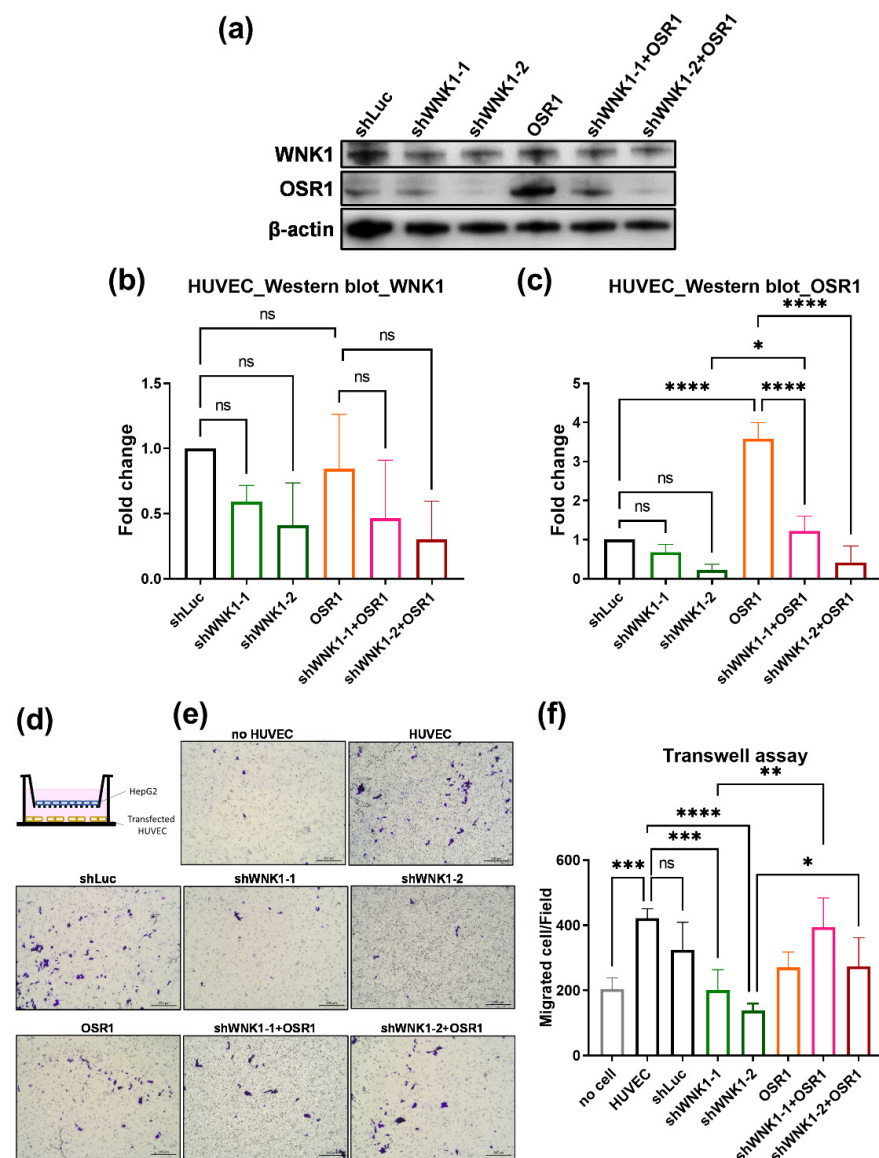 (a)
shLuc
shWNK1-1
shWNK1-2
OSR1
shWNK1-1+OSR1
shWNK1-2+OSR1
WNK1
OSR1
β-actin
(b)
HUVEC_Western blot_WNK1
ns
ns
ns
ns
ns
Fold change
1.5
1.0
0.5
0.0
shLuc
shWNK1-1
shWNK1-2
OSR1
shWNK1-1+OSR1
shWNK1-2+OSR1
(c)
HUVEC_Western blot_OSR1
****
*
**** ****
ns
ns
Fold change
5
4
3
2
1
0
shLuc
shWNK1-1
shWNK1-2
OSR1
shWNK1-1+OSR1
shWNK1-2+OSR1
(d)
HepG2
Transfected
HUVEC
(e)
no HUVEC
HUVEC
shLuc
shWNK1-1
shWNK1-2
OSR1
shWNK1-1+OSR1
shWNK1-2+OSR1
(f)
Transwell assay
**
****
***
*** ns
*
Migrated cell/Field
600
400
200
0
no cell
HUVEC
shLuc
shWNK1-1
shWNK1-2
OSR1
shWNK1-1+OSR1
shWNK1-2+OSR1